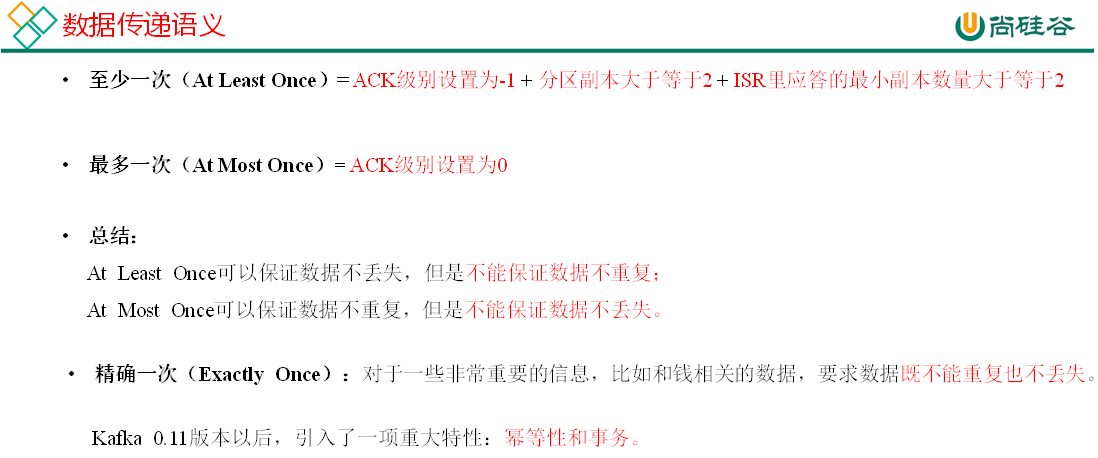 数据传递语义
尚硅谷
• 至少一次（At Least Once）= ACK级别设置为-1 + 分区副本大于等于2 + ISR里应答的最小副本数量大于等于2
• 最多一次（At Most Once）= ACK级别设置为0
• 总结：
At Least Once可以保证数据不丢失，但是不能保证数据不重复；
At Most Once可以保证数据不重复，但是不能保证数据不丢失。
• 精确一次（Exactly Once）：对于一些非常重要的信息，比如和钱相关的数据，要求数据既不能重复也不丢失。
Kafka 0.11版本以后，引入了一项重大特性：幂等性和事务。